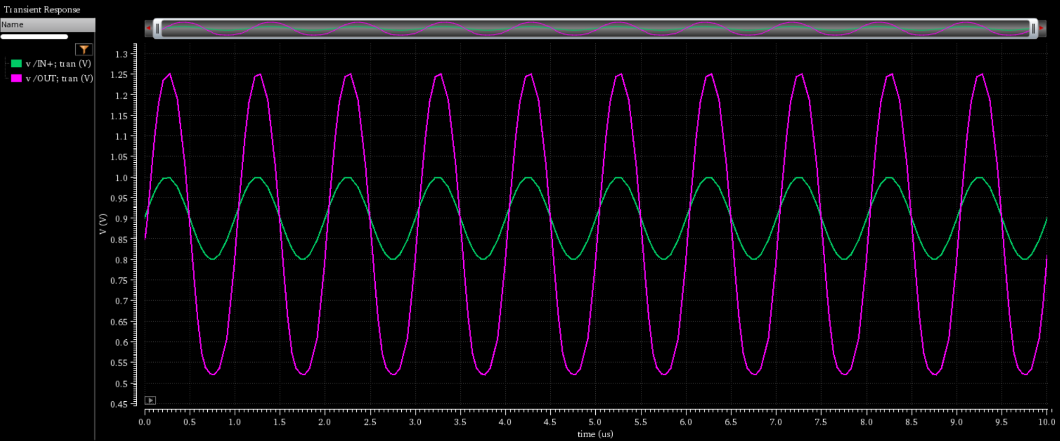 Transient Response
Name
v /IN+; tran (V)
v /OUT; tran (V)
V (V)
1.3
1.25
1.2
1.15
1.1
1.05
1.0
0.95
0.9
0.85
0.8
0.75
0.7
0.65
0.6
0.55
0.5
0.45
0.0 0.5 1.0 1.5 2.0 2.5 3.0 3.5 4.0 4.5 5.0 5.5 6.0 6.5 7.0 7.5 8.0 8.5 9.0 9.5 10.0
time (us)